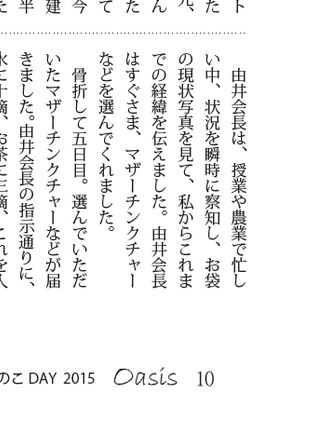 ト
た
九、
ん
た
今
建
た半
由井会長は、授業や農業で忙し
い中、状況を瞬時に察知し、お袋
の現状写真を見て、私からこれま
での経緯を伝えました。由井会長
はすぐさま、マザーチンクチャー
などを選んでくれました。
骨折して五日目。選んでいただ
いたマザーチンクチャーなどが届
きました。由井会長の指示通りに、
水に十滴、お茶に三滴、これを人
のこ DAY 2015 Oasis 10